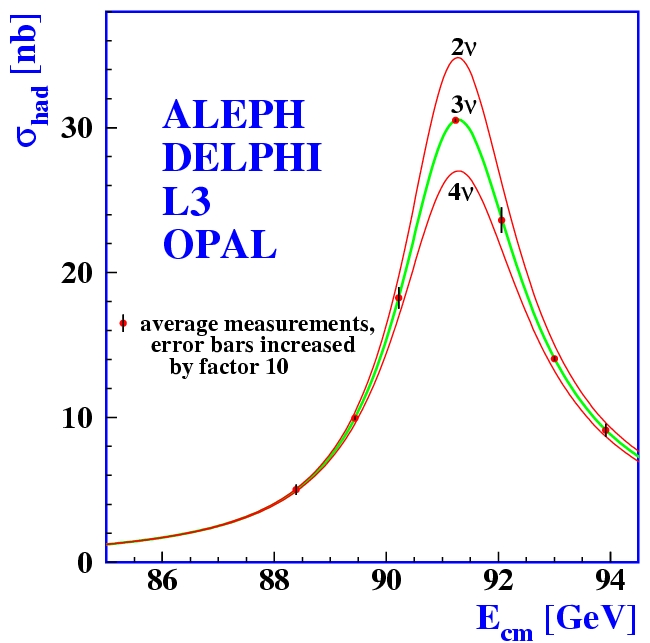 σhad [nb]
2ν
3ν
4ν
ALEPH
DELPHI
L3
OPAL
average measurements,
error bars increased
by factor 10
30
20
10
0
86 88 90 92 94
Ecm [GeV]